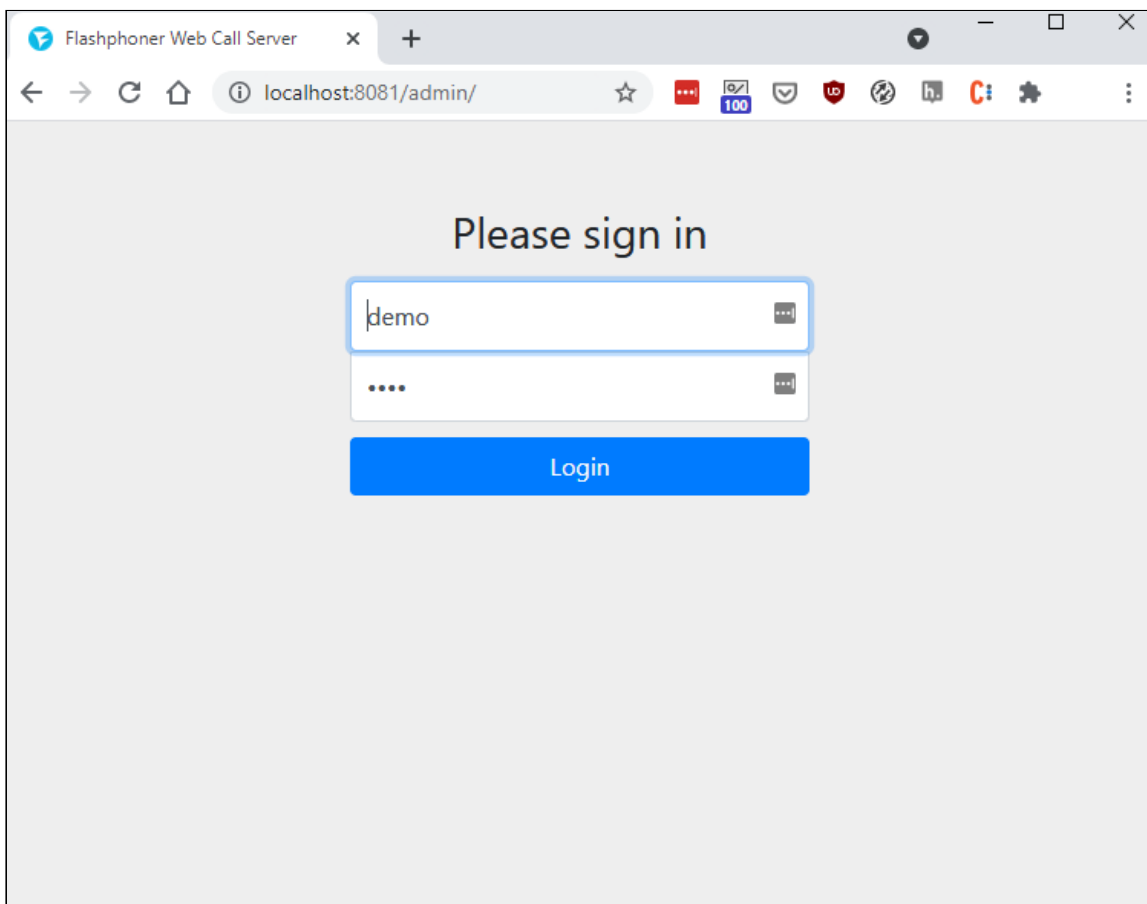 Flashphoner Web Call Server
localhost:8081/admin/
100
h.
Please sign in
demo
••••
Login